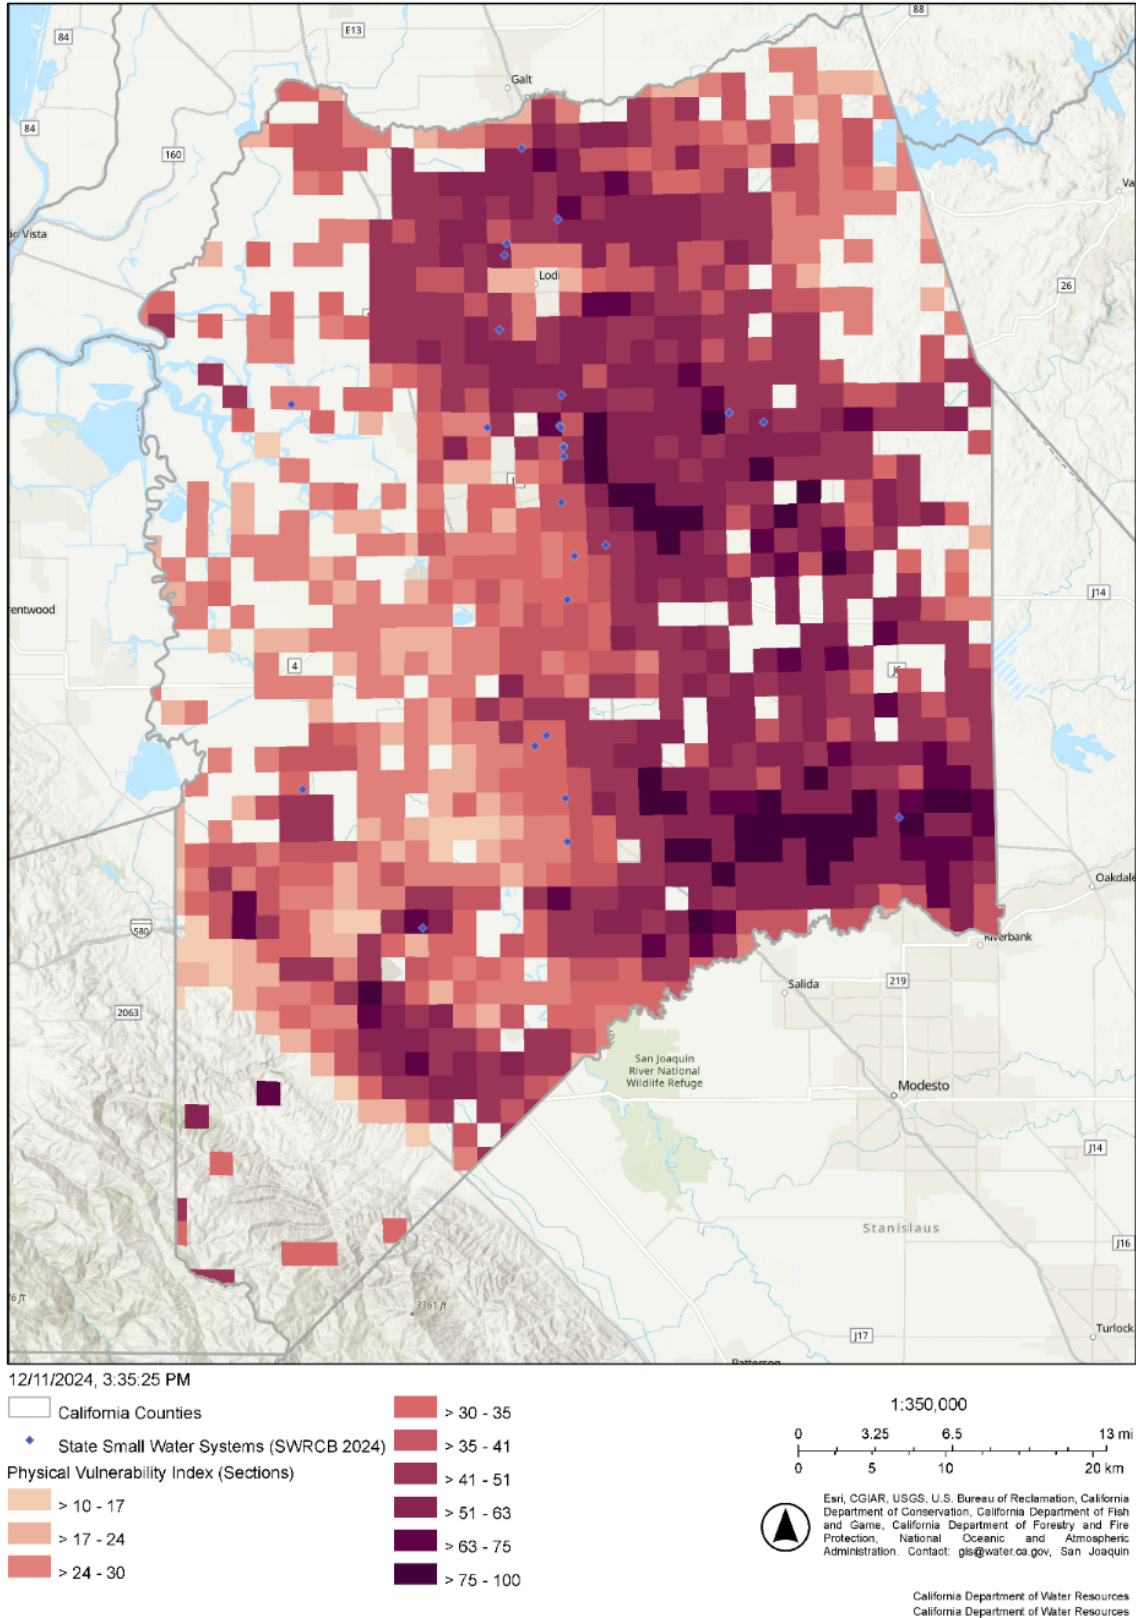 88
84
E13
Galt
84
160
Va
Vista
Lodi
26
J14
rentwood
4
J6
Oakdale
580
Riverbank
Salida
219
2063
San Joaquin
River National
Wildlife Refuge
Modesto
J14
Stanislaus
J16
3361 ft
J17
Turlock
Patterson
12/11/2024, 3:35:25 PM
California Counties
State Small Water Systems (SWRCB 2024)
Physical Vulnerability Index (Sections)
> 10 - 17
> 17 - 24
> 24 - 30
> 30 - 35
> 35 - 41
> 41 - 51
> 51 - 63
> 63 - 75
> 75 - 100
1:350,000
0 3.25 6.5 13 mi
0 5 10 20 km
Esri, CGIAR, USGS, U.S. Bureau of Reclamation, California
Department of Conservation, California Department of Fish
and Game, California Department of Forestry and Fire
Protection, National Oceanic and Atmospheric
Administration. Contact: gis@water.ca.gov, San Joaquin
California Department of Water Resources
California Department of Water Resources